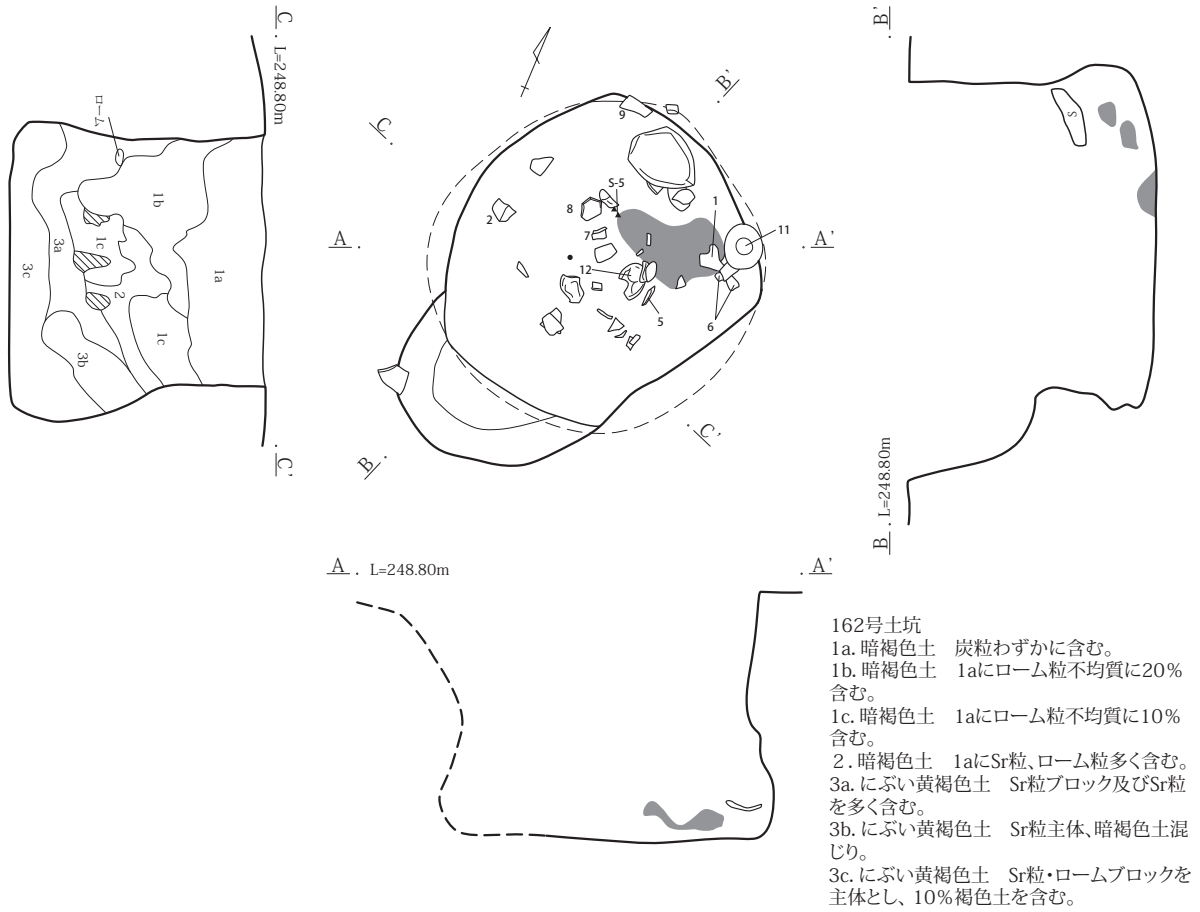 C . L=248.80m
. C'
ローム
1b
1a
1c
2
1c
3a
3c
3b
C .
. B'
9
S-5
2
8
1
7
11
A .
. A'
12
5
6
B .
. C'
. B'
S
B . L=248.80m
A . L=248.80m
. A'
162号土坑
1a. 暗褐色土　炭粒わずかに含む。
1b. 暗褐色土　1aにローム粒不均質に20%
含む。
1c. 暗褐色土　1aにローム粒不均質に10%
含む。
2. 暗褐色土　1aにSr粒、ローム粒多く含む。
3a. にぶい黄褐色土　Sr粒ブロック及びSr粒
を多く含む。
3b. にぶい黄褐色土　Sr粒主体、暗褐色土混
じり。
3c. にぶい黄褐色土　Sr粒・ロームブロックを
主体とし、10%褐色土を含む。